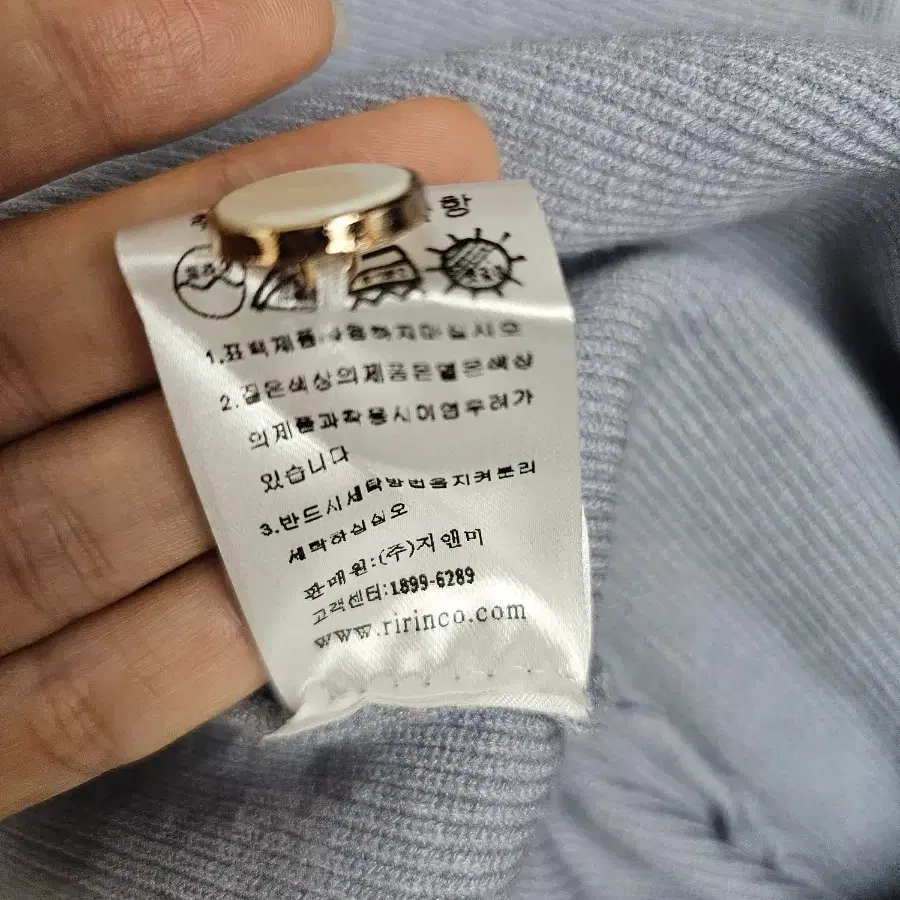 항
1.표백제품사용하지마십시오
2.짙은색상의제품은옅은색상
의제품과착용시이염우려가
있습니다
3.반드시세탁방법을지켜분리
세탁하십시오
판매원:(주)지앤미
고객센터:1899-6289
www.ririnco.com